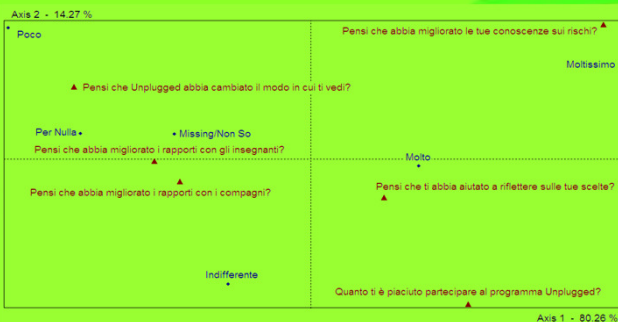 Axis 2 - 14.27 %
Poco
Pensi che abbia migliorato le tue conoscenze sui rischi?
Moltissimo
Pensi che Unplugged abbia cambiato il modo in cui ti vedi?
Per Nulla
Missing/Non So
Pensi che abbia migliorato i rapporti con gli insegnanti?
Molto
Pensi che abbia migliorato i rapporti con i compagni?
Pensi che ti abbia aiutato a riflettere sulle tue scelte?
Indifferente
Quanto ti è piaciuto partecipare al programma Unplugged?
Axis 1 - 80.26 %